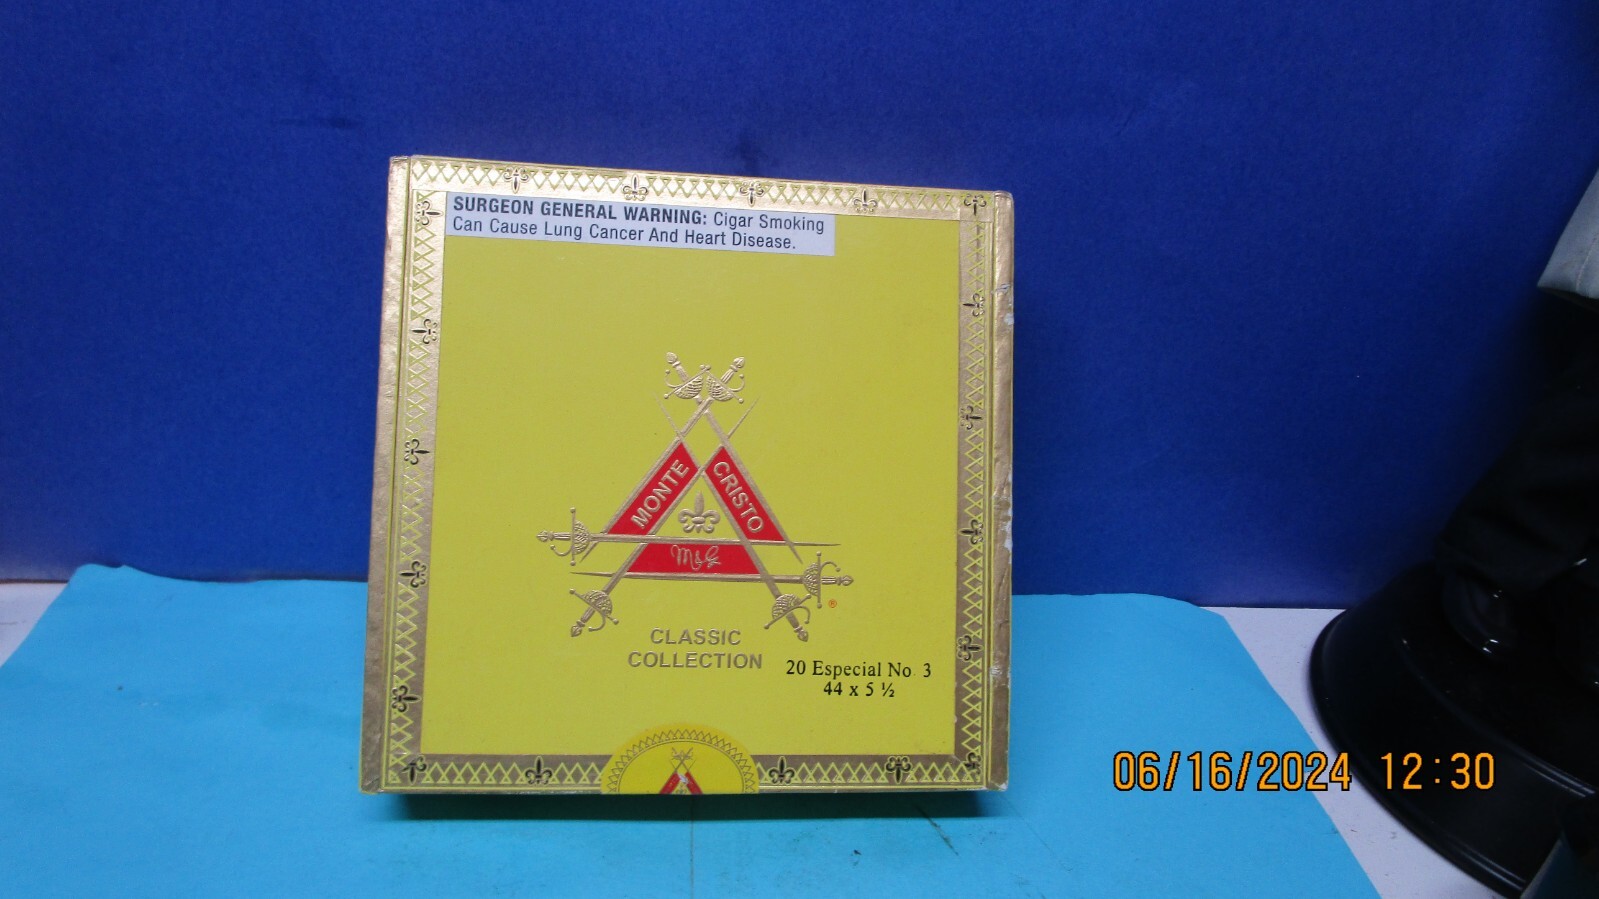 SURGEON GENERAL WARNING: Cigar Smoking
Can Cause Lung Cancer And Heart Disease.
MONTE
CRISTO
M&G
®
CLASSIC
COLLECTION
20 Especial No. 3
44 x 5 ½
06/16/2024 12:30